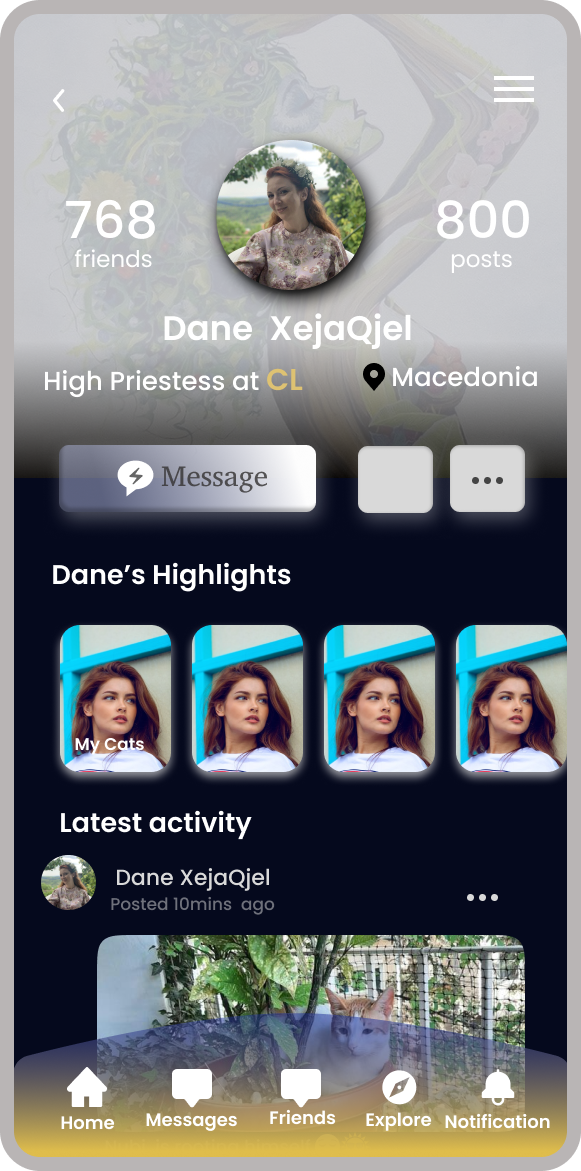 768
800
friends
posts
Dane XejaQjel
High Priestess at CL
Macedonia
Message
Dane’s Highlights
My Cats
Latest activity
Dane XejaQjel
Posted 10mins ago
Home
Messages
Friends
Explore
Notification